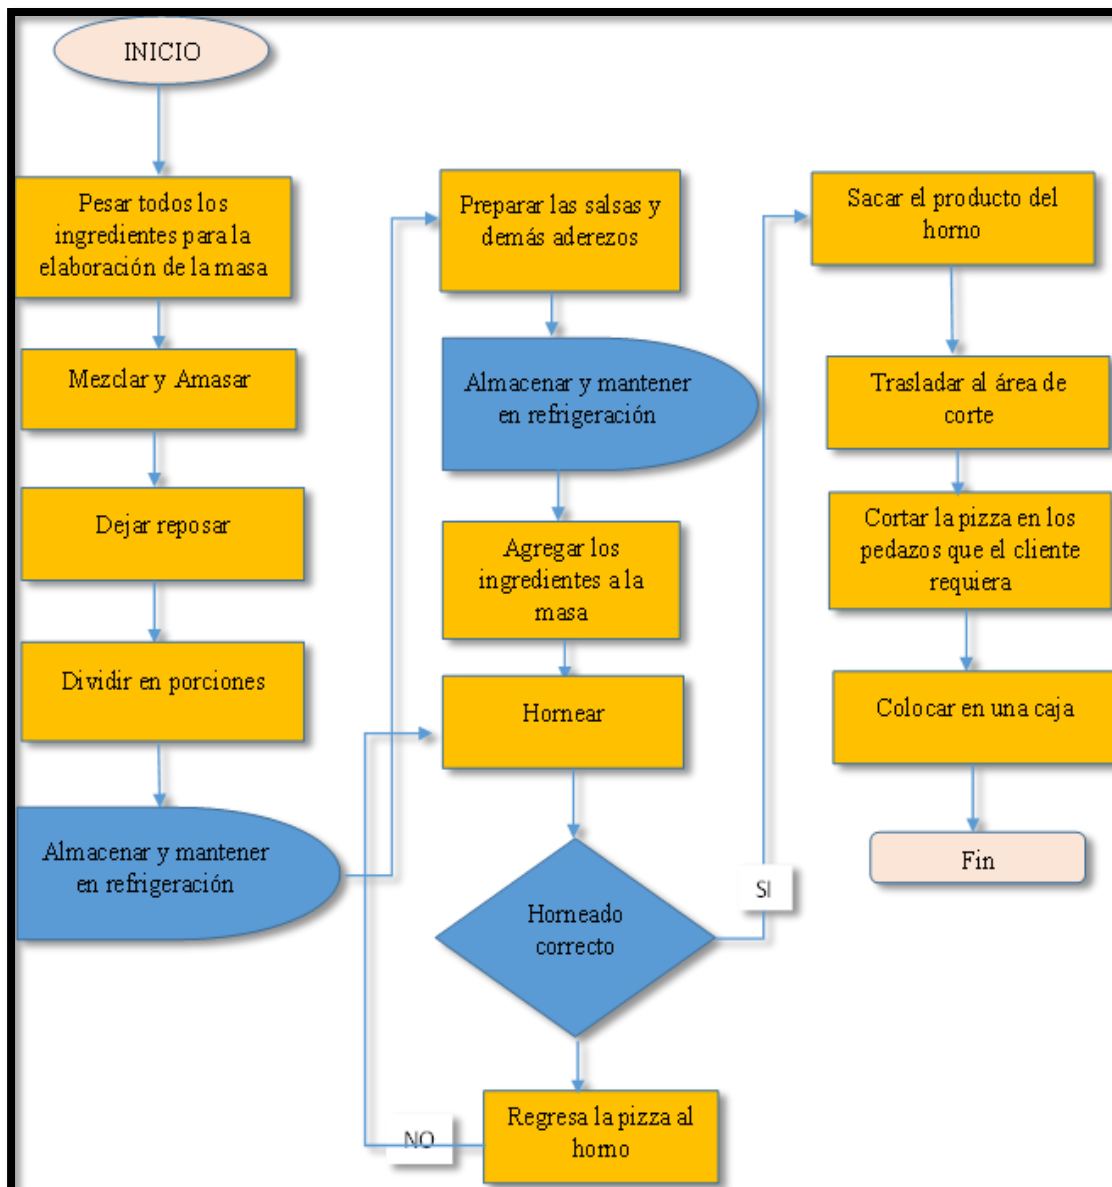 INICIO
Pesar todos los
ingredientes para la
elaboración de la masa
Mezclar y Amasar
Dejar reposar
Dividir en porciones
Almacenar y mantener
en refrigeración
Preparar las salsas y
demás aderezos
Almacenar y mantener
en refrigeración
Agregar los
ingredientes a la
masa
Hornear
Horneado
correcto
SI
Regresa la pizza al
horno
NO
Sacar el producto del
horno
Trasladar al área de
corte
Cortar la pizza en los
pedazos que el cliente
requiera
Colocar en una caja
Fin